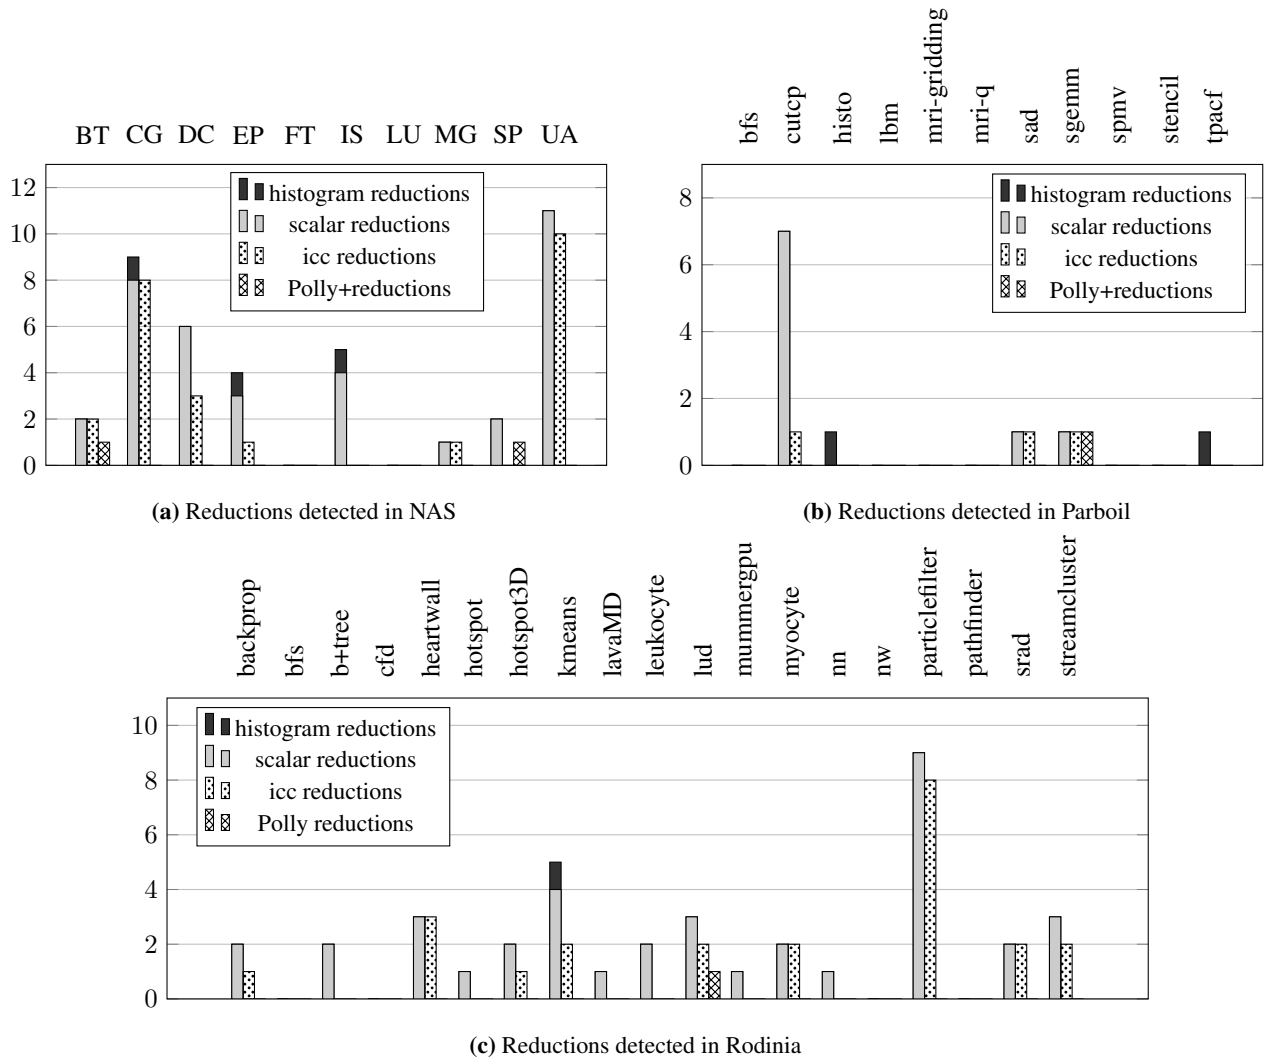 BT CG DC EP FT IS LU MG SP UA
12
10
8
6
4
2
0
histogram reductions
scalar reductions
icc reductions
Polly+reductions
(a) Reductions detected in NAS
bfs cutcp histo lbm mri-gridding mri-q sad sgemm spmv stencil tpacf
8
6
4
2
0
histogram reductions
scalar reductions
icc reductions
Polly+reductions
(b) Reductions detected in Parboil
backprop bfs b+tree cfd heartwall hotspot hotspot3D kmeans lavaMD leukocyte lud mummergpu myocyte nn nw particlefilter pathfinder srad streamcluster
10
8
6
4
2
0
histogram reductions
scalar reductions
icc reductions
Polly reductions
(c) Reductions detected in Rodinia